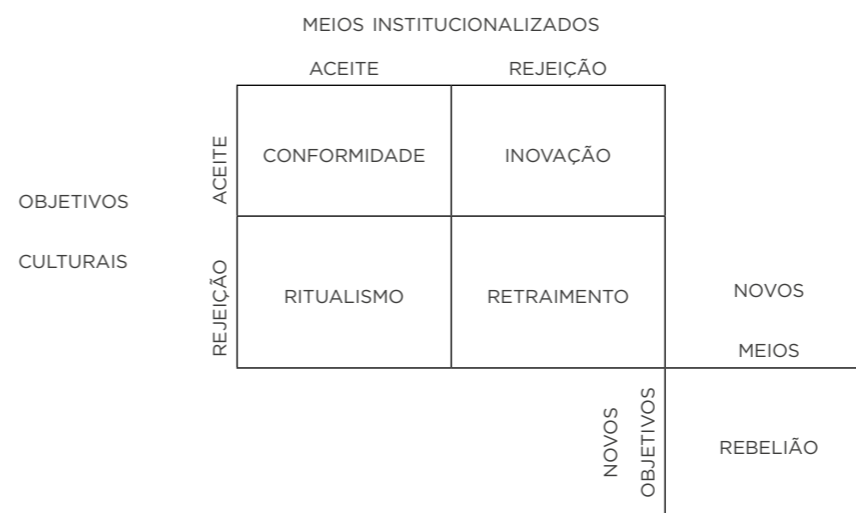 MEIOS INSTITUCIONALIZADOS
ACEITE REJEIÇÃO
ACEITE
CONFORMIDADE INOVAÇÃO
OBJETIVOS
CULTURAIS
REJEIÇÃO
RITUALISMO RETRAIMENTO
NOVOS
MEIOS
NOVOS
OBJETIVOS
REBELIÃO